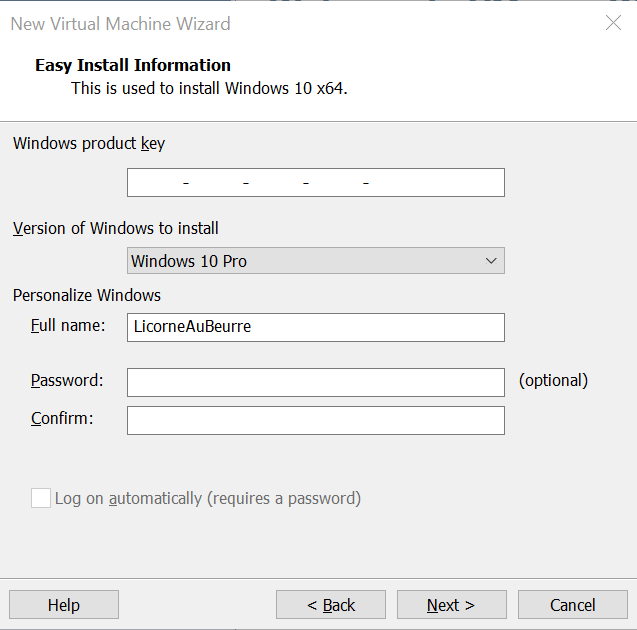 New Virtual Machine Wizard
Easy Install Information
This is used to install Windows 10 x64.
Windows product key
- - - -
Version of Windows to install
Windows 10 Pro
Personalize Windows
Full name: LicorneAuBeurre
Password: (optional)
Confirm:
Log on automatically (requires a password)
Help < Back Next > Cancel